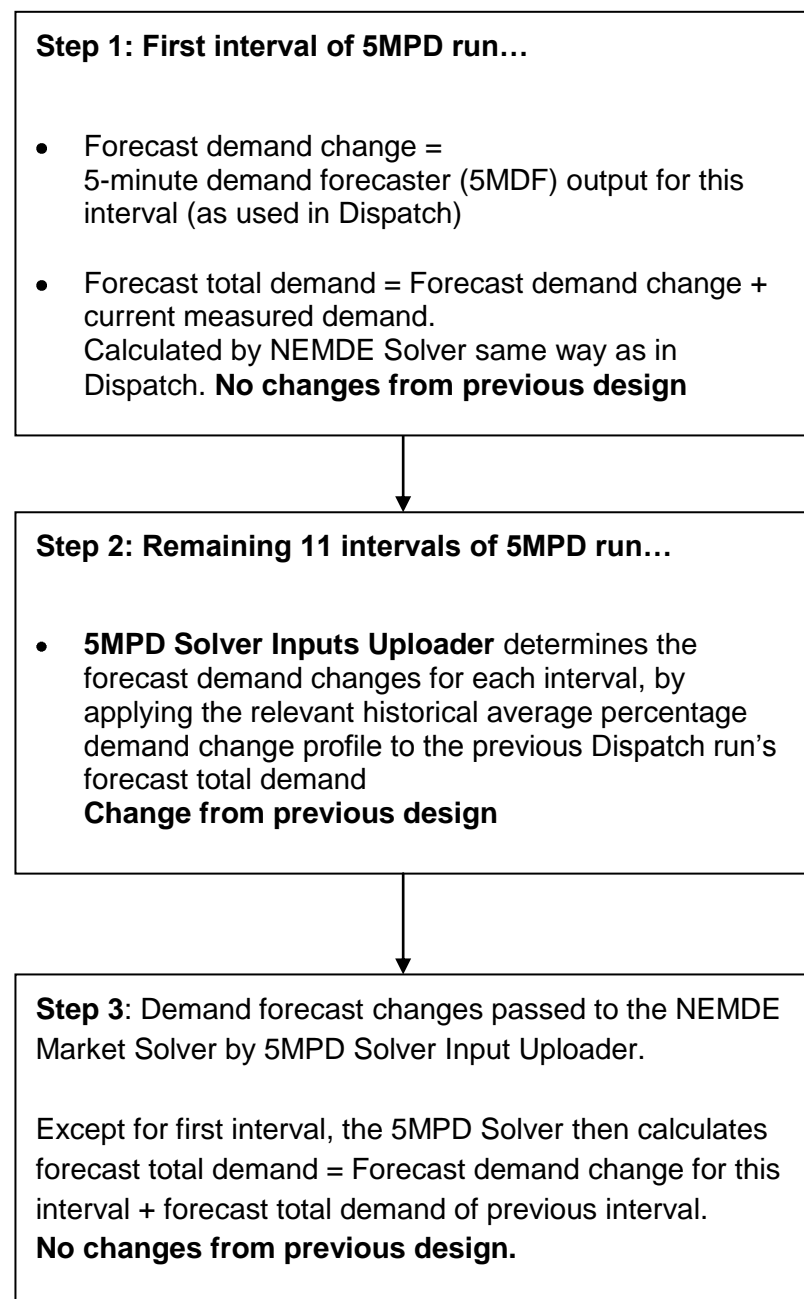 Step 1: First interval of 5MPD run…
• Forecast demand change =
5-minute demand forecaster (5MDF) output for this
interval (as used in Dispatch)
• Forecast total demand = Forecast demand change +
current measured demand.
Calculated by NEMDE Solver same way as in
Dispatch. No changes from previous design
Step 2: Remaining 11 intervals of 5MPD run…
• 5MPD Solver Inputs Uploader determines the
forecast demand changes for each interval, by
applying the relevant historical average percentage
demand change profile to the previous Dispatch run’s
forecast total demand
Change from previous design
Step 3: Demand forecast changes passed to the NEMDE
Market Solver by 5MPD Solver Input Uploader.
Except for first interval, the 5MPD Solver then calculates
forecast total demand = Forecast demand change for this
interval + forecast total demand of previous interval.
No changes from previous design.